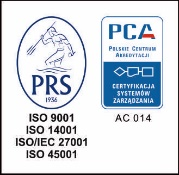 PRS
1936
ISO 9001
ISO 14001
ISO/IEC 27001
ISO 45001
PCA
POLSKIE CENTRUM
AKREDYTACJI
CERTYFIKACJA
SYSTEMÓW
ZARZĄDZANIA
AC 014